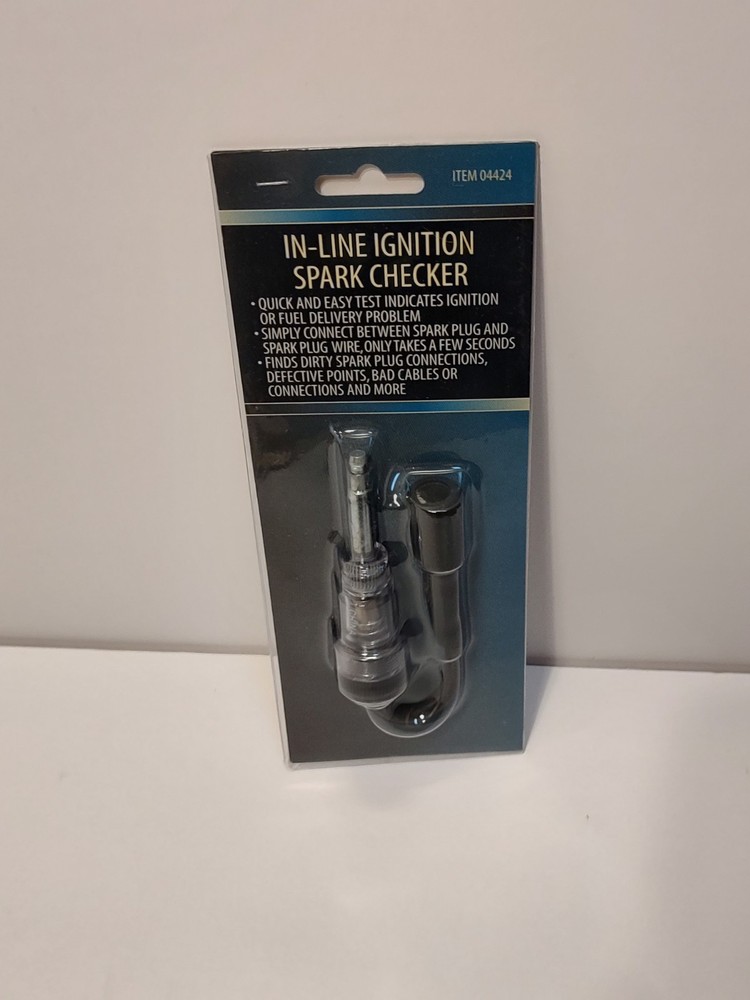 ITEM 04424
IN-LINE IGNITION
SPARK CHECKER
• QUICK AND EASY TEST INDICATES IGNITION
OR FUEL DELIVERY PROBLEM
• SIMPLY CONNECT BETWEEN SPARK PLUG AND
SPARK PLUG WIRE, ONLY TAKES A FEW SECONDS
• FINDS DIRTY SPARK PLUG CONNECTIONS,
DEFECTIVE POINTS, BAD CABLES OR
CONNECTIONS AND MORE